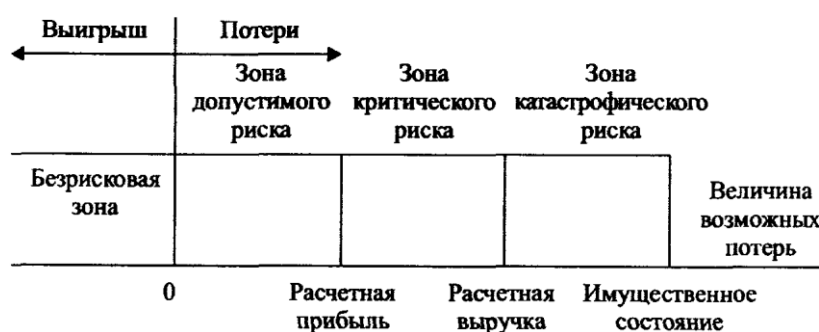 Выигрыш
Потери
Зона
допустимого
риска
Зона
критического
риска
Зона
катастрофического
риска
Безрисковая
зона
Величина
возможных
потерь
0
Расчетная
прибыль
Расчетная
выручка
Имущественное
состояние